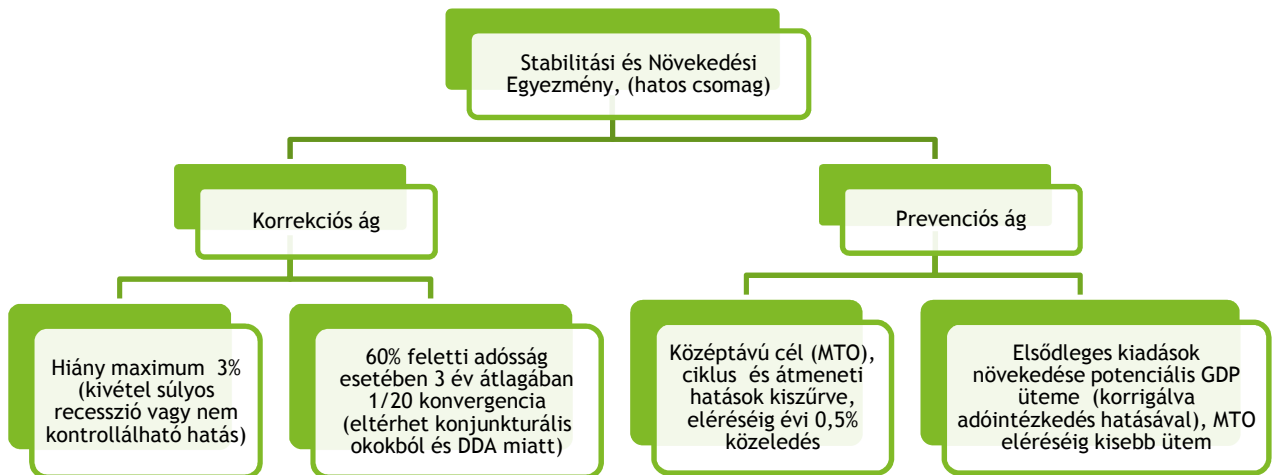 Stabilitási és Növekedési
Egyezmény, (hatos csomag)
Korrekciós ág
Prevenciós ág
Hiány maximum 3%
(kivétel súlyos
recesszió vagy nem
kontrollálható hatás)
60% feletti adósság
esetében 3 év átlagában
1/20 konvergencia
(eltérhet konjunkturális
okokból és DDA miatt)
Középtávú cél (MTO),
ciklus és átmeneti
hatások kiszűrve,
eléréséig évi 0,5%
közeledés
Elsődleges kiadások
növekedése potenciális GDP
üteme (korrigálva
adóintézkedés hatásával), MTO
eléréséig kisebb ütem